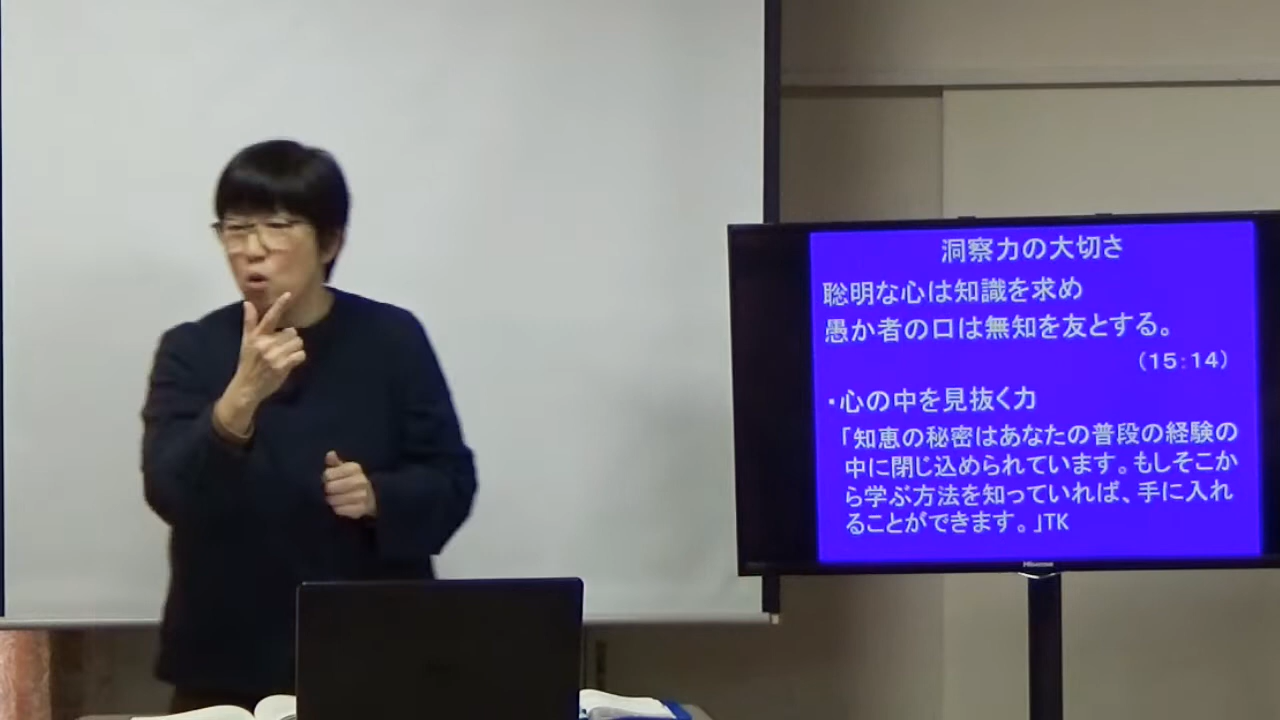 洞察力の大切さ
聡明な心は知識を求め
愚か者の口は無知を友とする。
（15：14）
・心の中を見抜く力
「知恵の秘密はあなたの普段の経験の
中に閉じ込められています。もしそこか
ら学ぶ方法を知っていれば、手に入れ
ることができます。」TK
Hisense